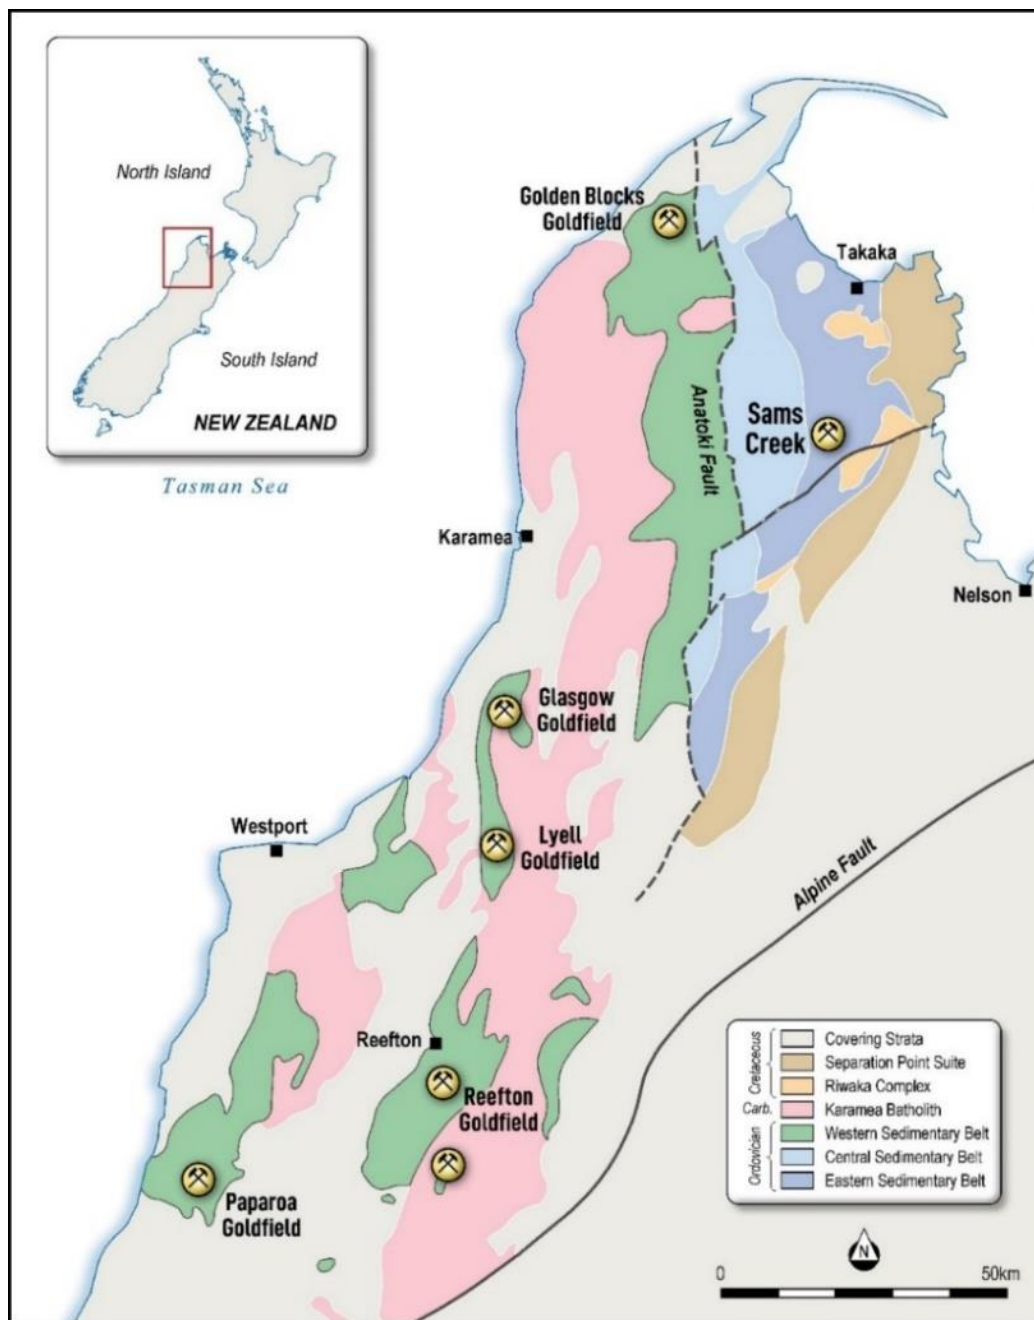 North Island
South Island
NEW ZEALAND
Tasman Sea
Golden Blocks
Goldfield
Takaka
Anatoki Fault
Sams
Creek
Karamea
Nelson
Glasgow
Goldfield
Westport
Lyell
Goldfield
Alpine Fault
Reefton
Reefton
Goldfield
Paparoa
Goldfield
Cretaceous
Covering Strata
Separation Point Suite
Riwaka Complex
Carb.
Karamea Batholith
Ordovician
Western Sedimentary Belt
Central Sedimentary Belt
Eastern Sedimentary Belt
N
0
50km